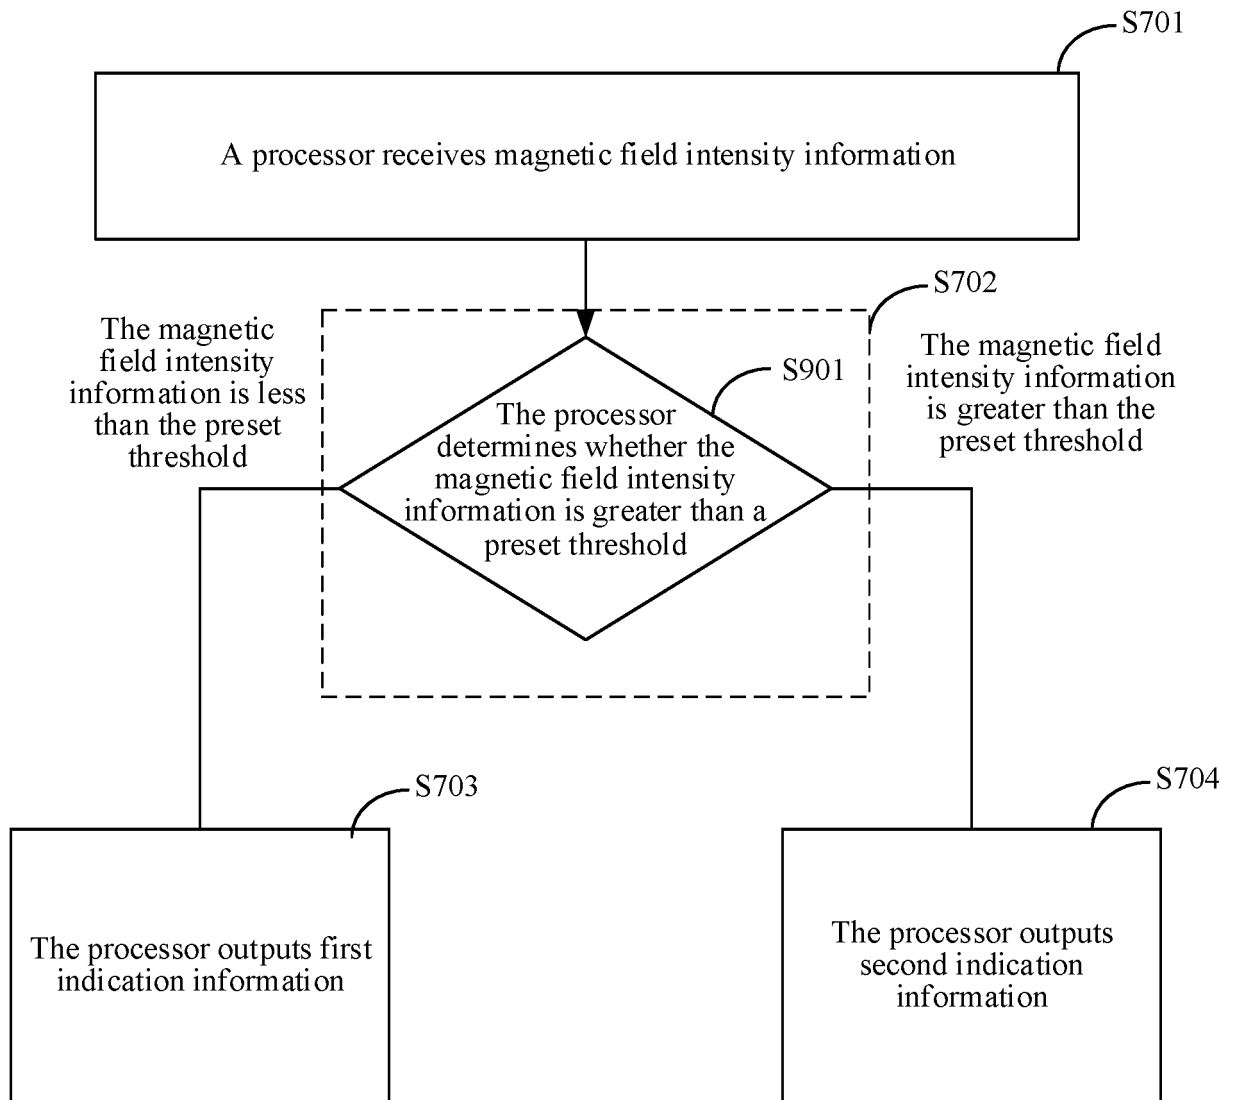 S701
A processor receives magnetic field intensity information
S702
The magnetic
field intensity
information is less
than the preset
threshold
The magnetic field
intensity information
is greater than the
preset threshold
S901
The processor
determines whether the
magnetic field intensity
information is greater than a
preset threshold
S703
The processor outputs first
indication information
S704
The processor outputs
second indication
information